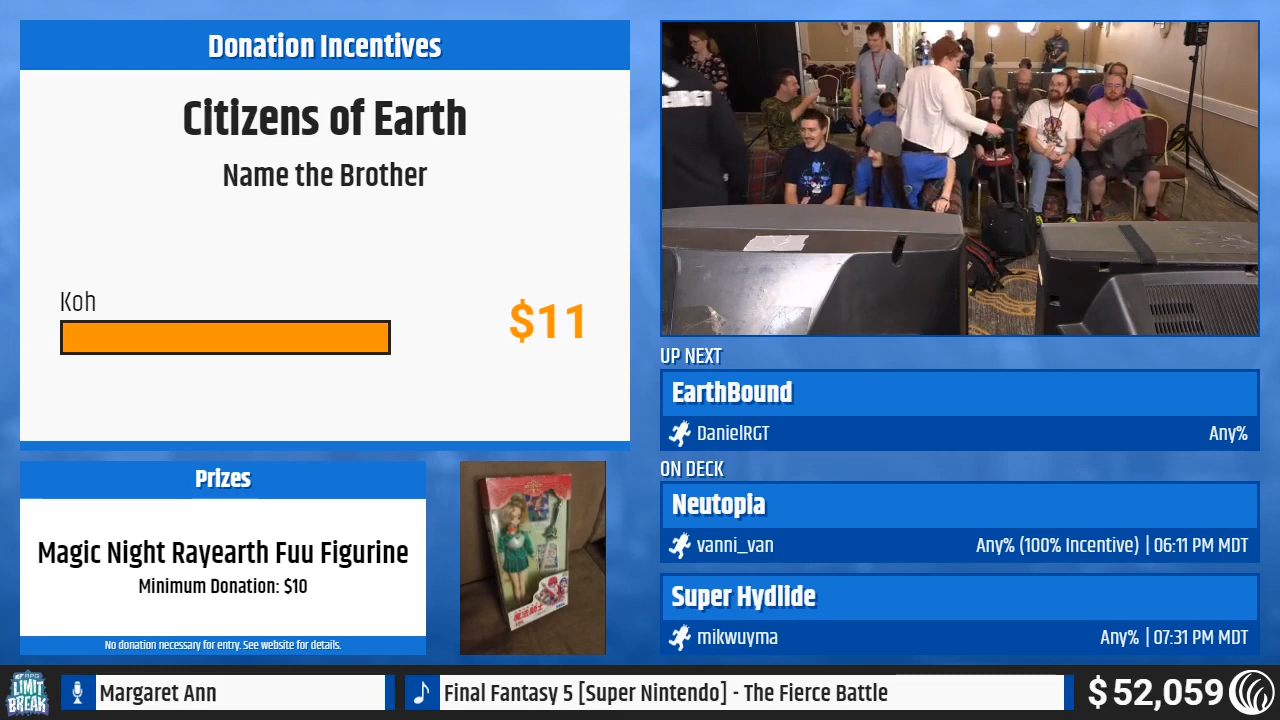 Donation Incentives
Citizens of Earth
Name the Brother
Koh
$11
Prizes
Magic Night Rayearth Fuu Figurine
Minimum Donation: $10
No donation necessary for entry. See website for details.
UP NEXT
EarthBound
DanielRGT Any%
ON DECK
Neutopia
vanni_van Any% (100% Incentive) | 06:11 PM MDT
Super Hydlide
mikwuyma Any% | 07:31 PM MDT
RPG
LIMIT
BREAK
Margaret Ann
Final Fantasy 5 [Super Nintendo] - The Fierce Battle
$52,059